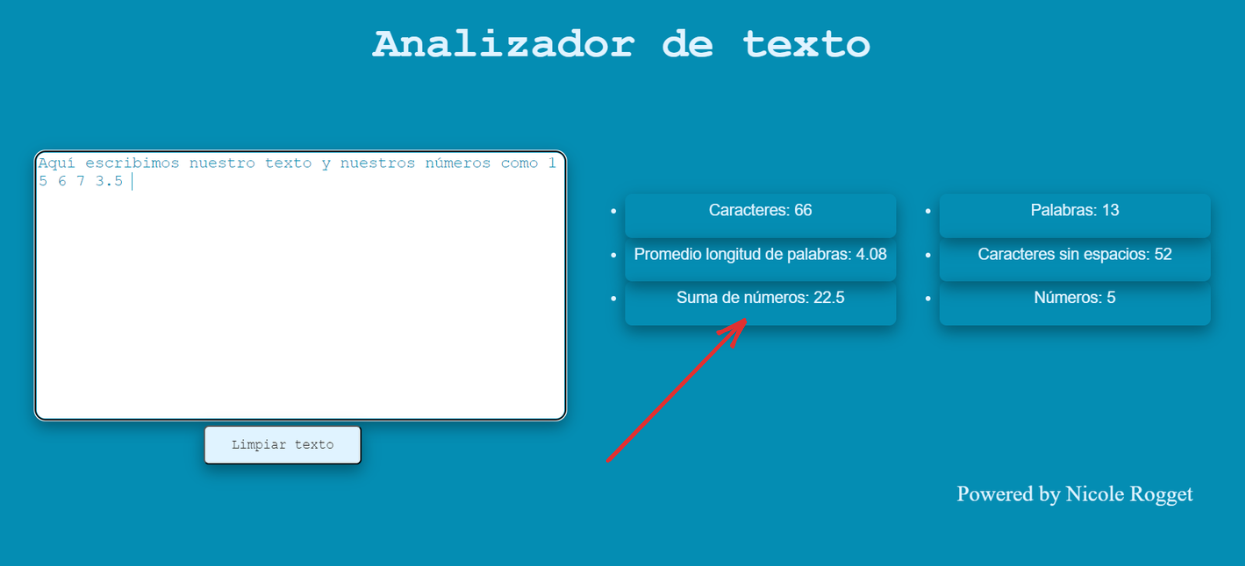 Analizador de texto
Aquí escribimos nuestro texto y nuestros números como 1
5 6 7 3.5
Limpiar texto
Caracteres: 66
Palabras: 13
Promedio longitud de palabras: 4.08
Caracteres sin espacios: 52
Suma de números: 22.5
Números: 5
Powered by Nicole Rogget